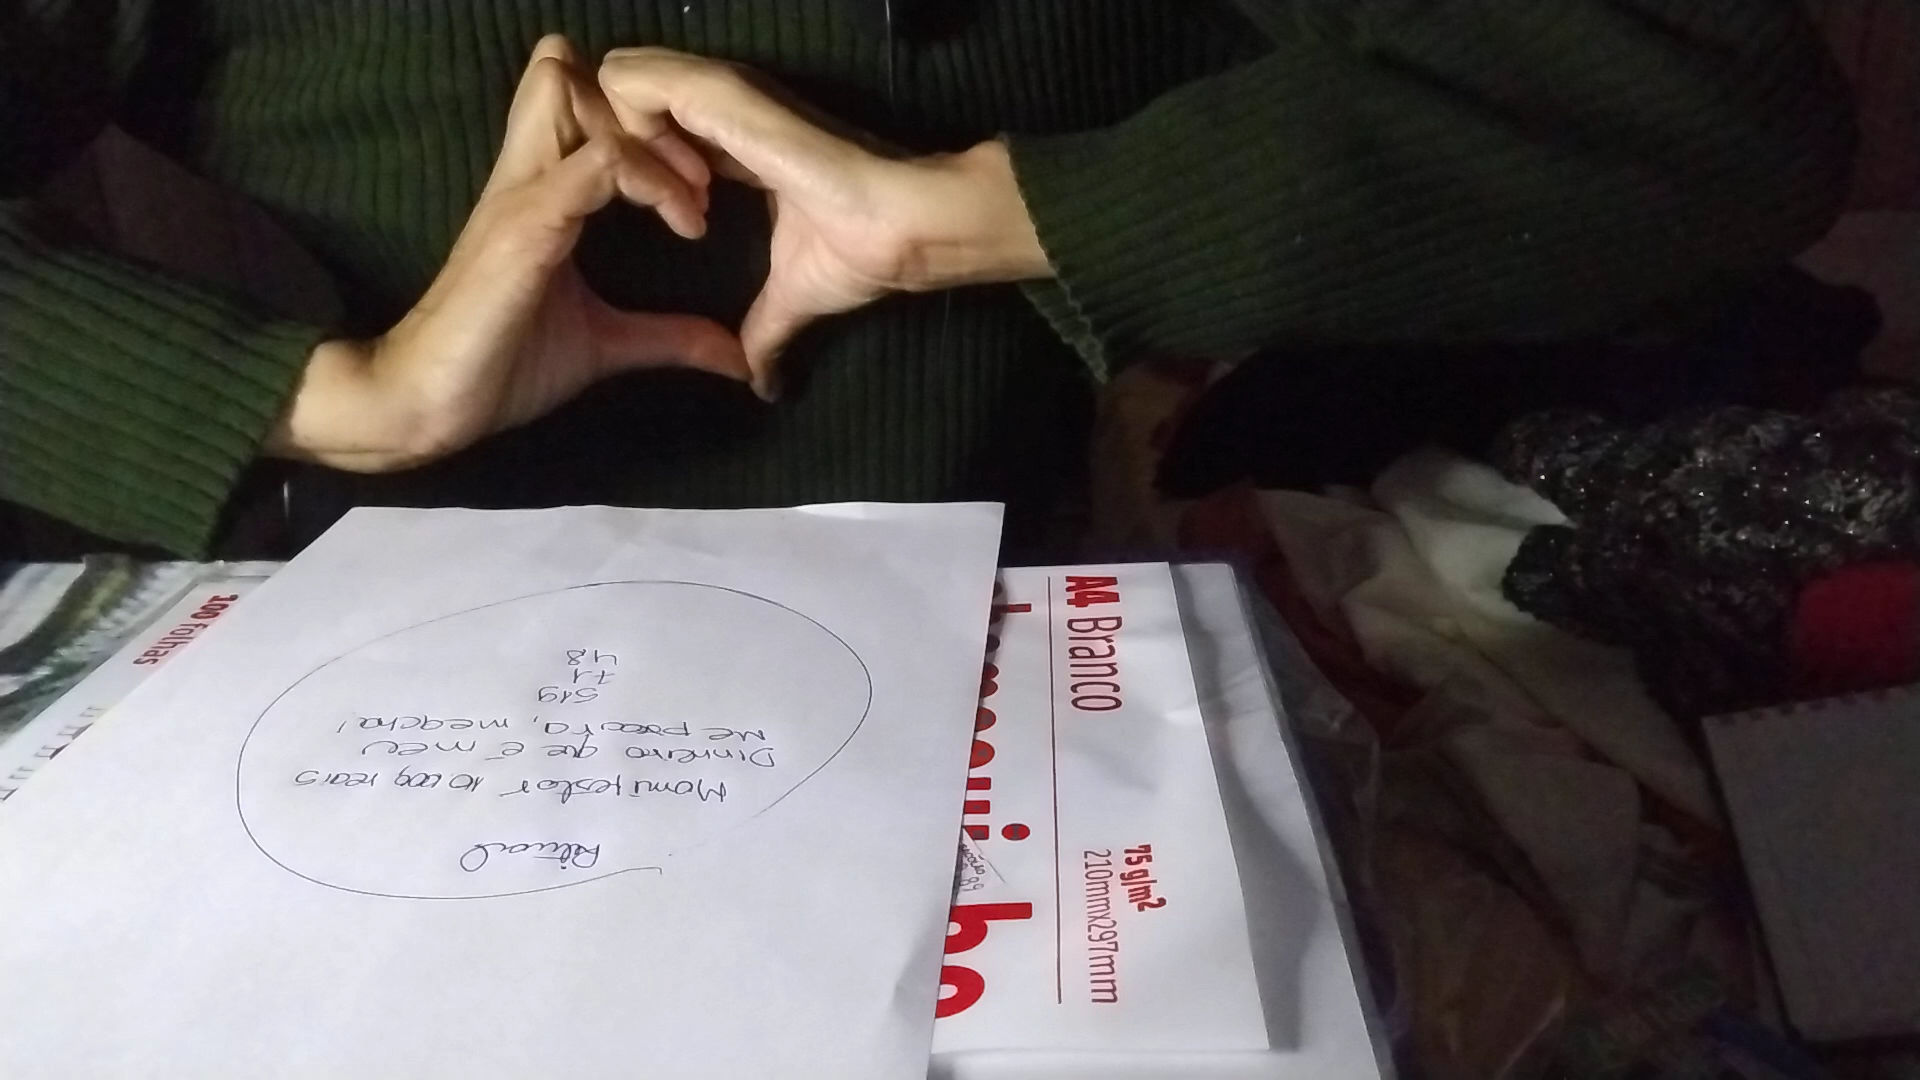 Ritual
Manifestar 10 000 reais
Dinheiro que é meu
me procura, me acha!
519
71
48
100 folhas
A4 Branco
75 g/m²
210mmx297mm